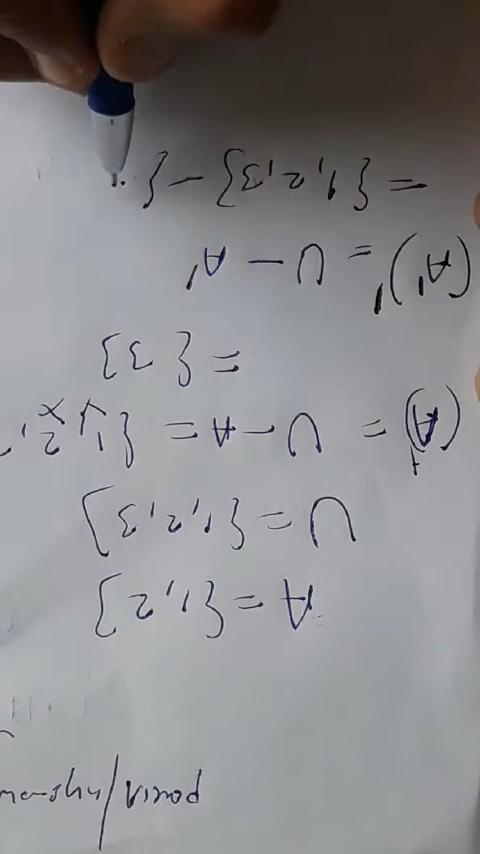 A = {1,2}
U = {1,2,3}
(A)' = U - A = {1,2,
= {3}
(A')' = U - A'
= {1,2,3} - {